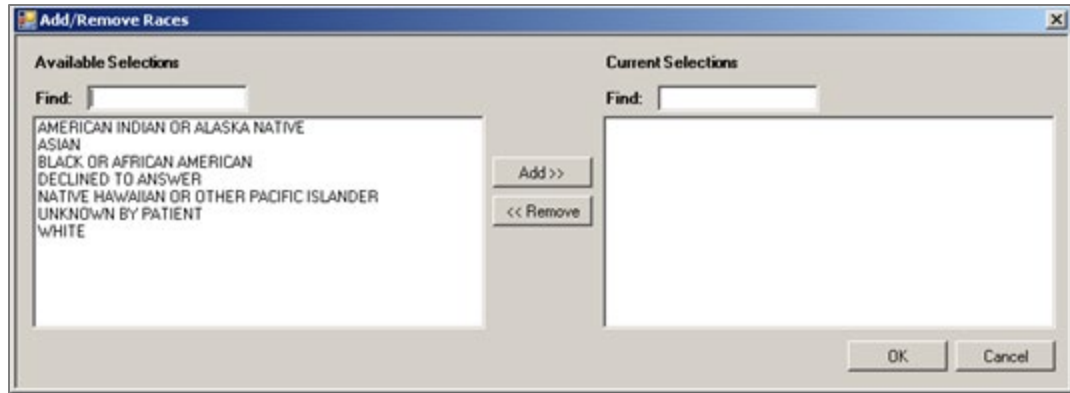 Add/Remove Races
Available Selections
Find:
AMERICAN INDIAN OR ALASKA NATIVE
ASIAN
BLACK OR AFRICAN AMERICAN
DECLINED TO ANSWER
NATIVE HAWAIIAN OR OTHER PACIFIC ISLANDER
UNKNOWN BY PATIENT
WHITE
Add >>
<< Remove
Current Selections
Find:
OK
Cancel